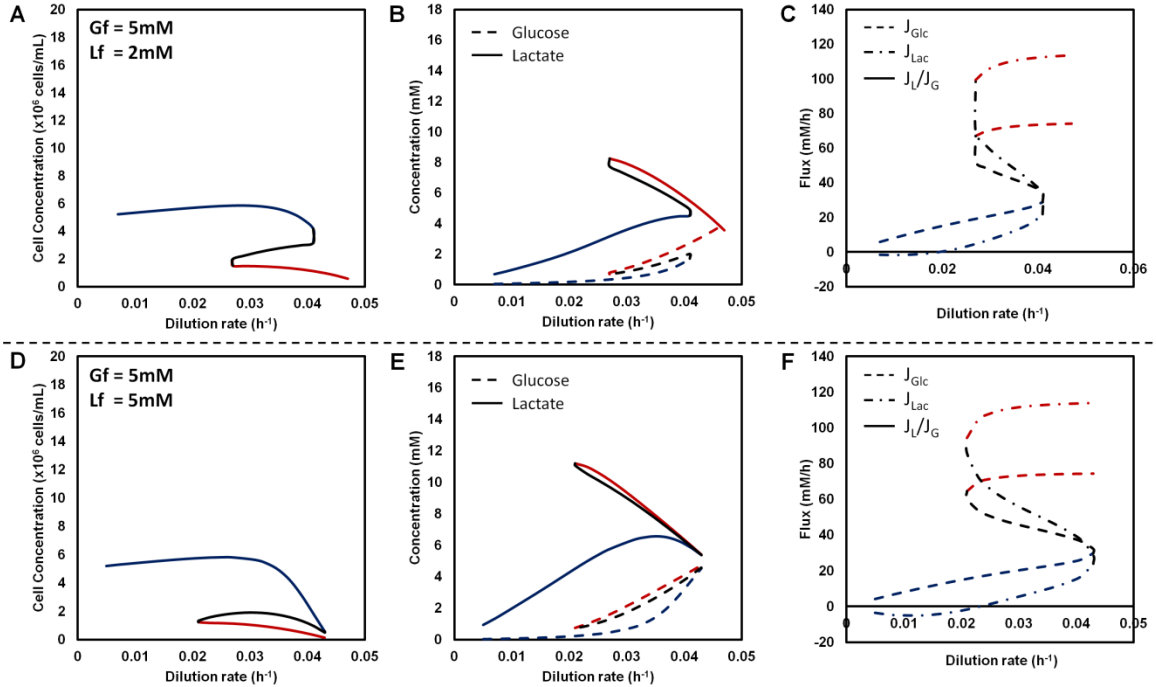 A
Gf = 5mM
Lf = 2mM
Cell Concentration (x10⁶ cells/mL)
20
18
16
14
12
10
8
6
4
2
0
0 0.01 0.02 0.03 0.04 0.05
Dilution rate (h⁻¹)
B
Glucose
Lactate
Concentration (mM)
18
16
14
12
10
8
6
4
2
0
0 0.01 0.02 0.03 0.04 0.05
Dilution rate (h⁻¹)
C
J_Glc
J_Lac
J_L/J_G
Flux (mM/h)
140
120
100
80
60
40
20
0
-20
0 0.02 0.04 0.06
Dilution rate (h⁻¹)
D
Gf = 5mM
Lf = 5mM
Cell Concentration (x10⁶ cells/mL)
20
18
16
14
12
10
8
6
4
2
0
0 0.01 0.02 0.03 0.04 0.05
Dilution rate (h⁻¹)
E
Glucose
Lactate
Concentration (mM)
18
16
14
12
10
8
6
4
2
0
0 0.01 0.02 0.03 0.04 0.05
Dilution rate (h⁻¹)
F
J_Glc
J_Lac
J_L/J_G
Flux (mM/h)
140
120
100
80
60
40
20
0
-20
0 0.01 0.02 0.03 0.04 0.05
Dilution rate (h⁻¹)